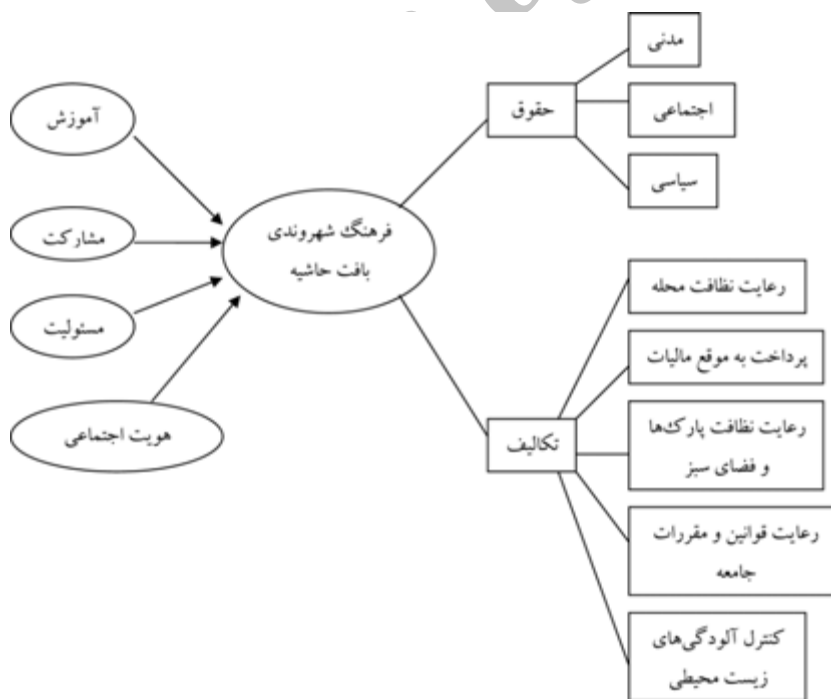 مدنی
حقوق
اجتماعی
سیاسی
آموزش
مشارکت
مسئولیت
هویت اجتماعی
فرهنگ شهروندی
بافت حاشیه
تکالیف
رعایت نظافت محله
پرداخت به موقع مالیات
رعایت نظافت پارک‌ها
و فضای سبز
رعایت قوانین و مقررات
جامعه
کنترل آلودگی‌های
زیست محیطی